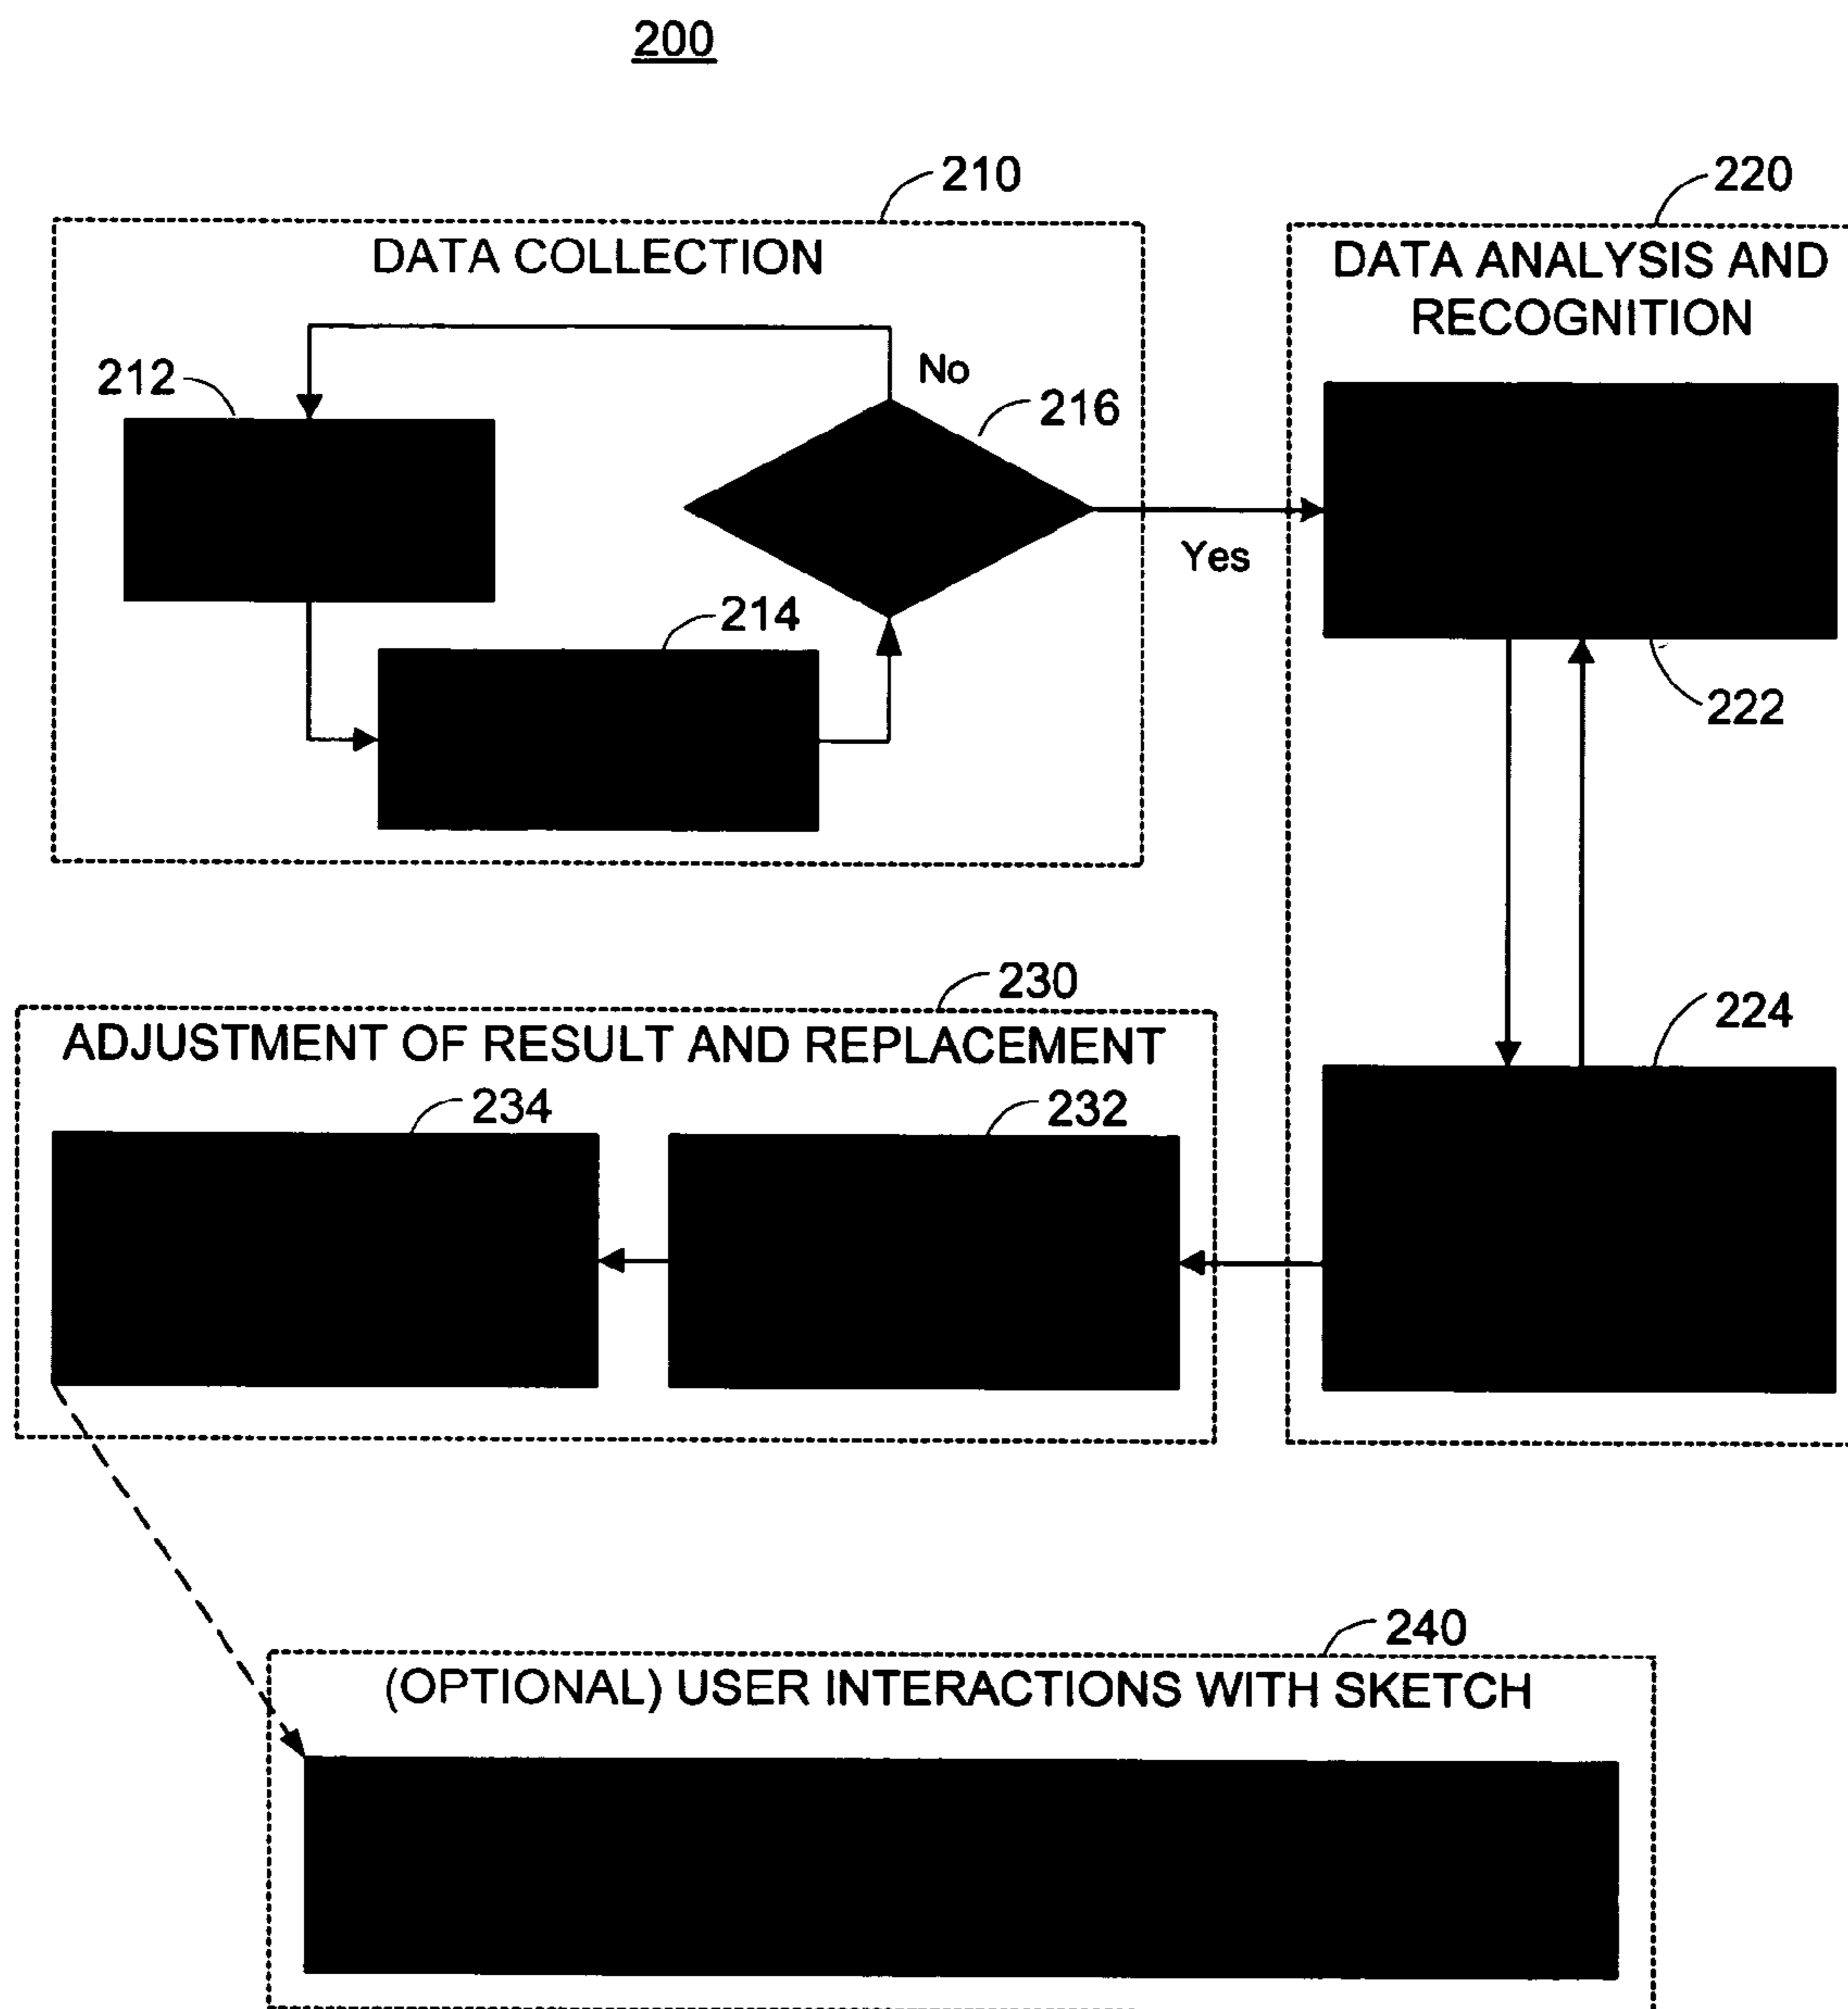 200
210
DATA COLLECTION
212
No
216
Yes
214
220
DATA ANALYSIS AND
RECOGNITION
222
224
230
ADJUSTMENT OF RESULT AND REPLACEMENT
234
232
240
(OPTIONAL) USER INTERACTIONS WITH SKETCH